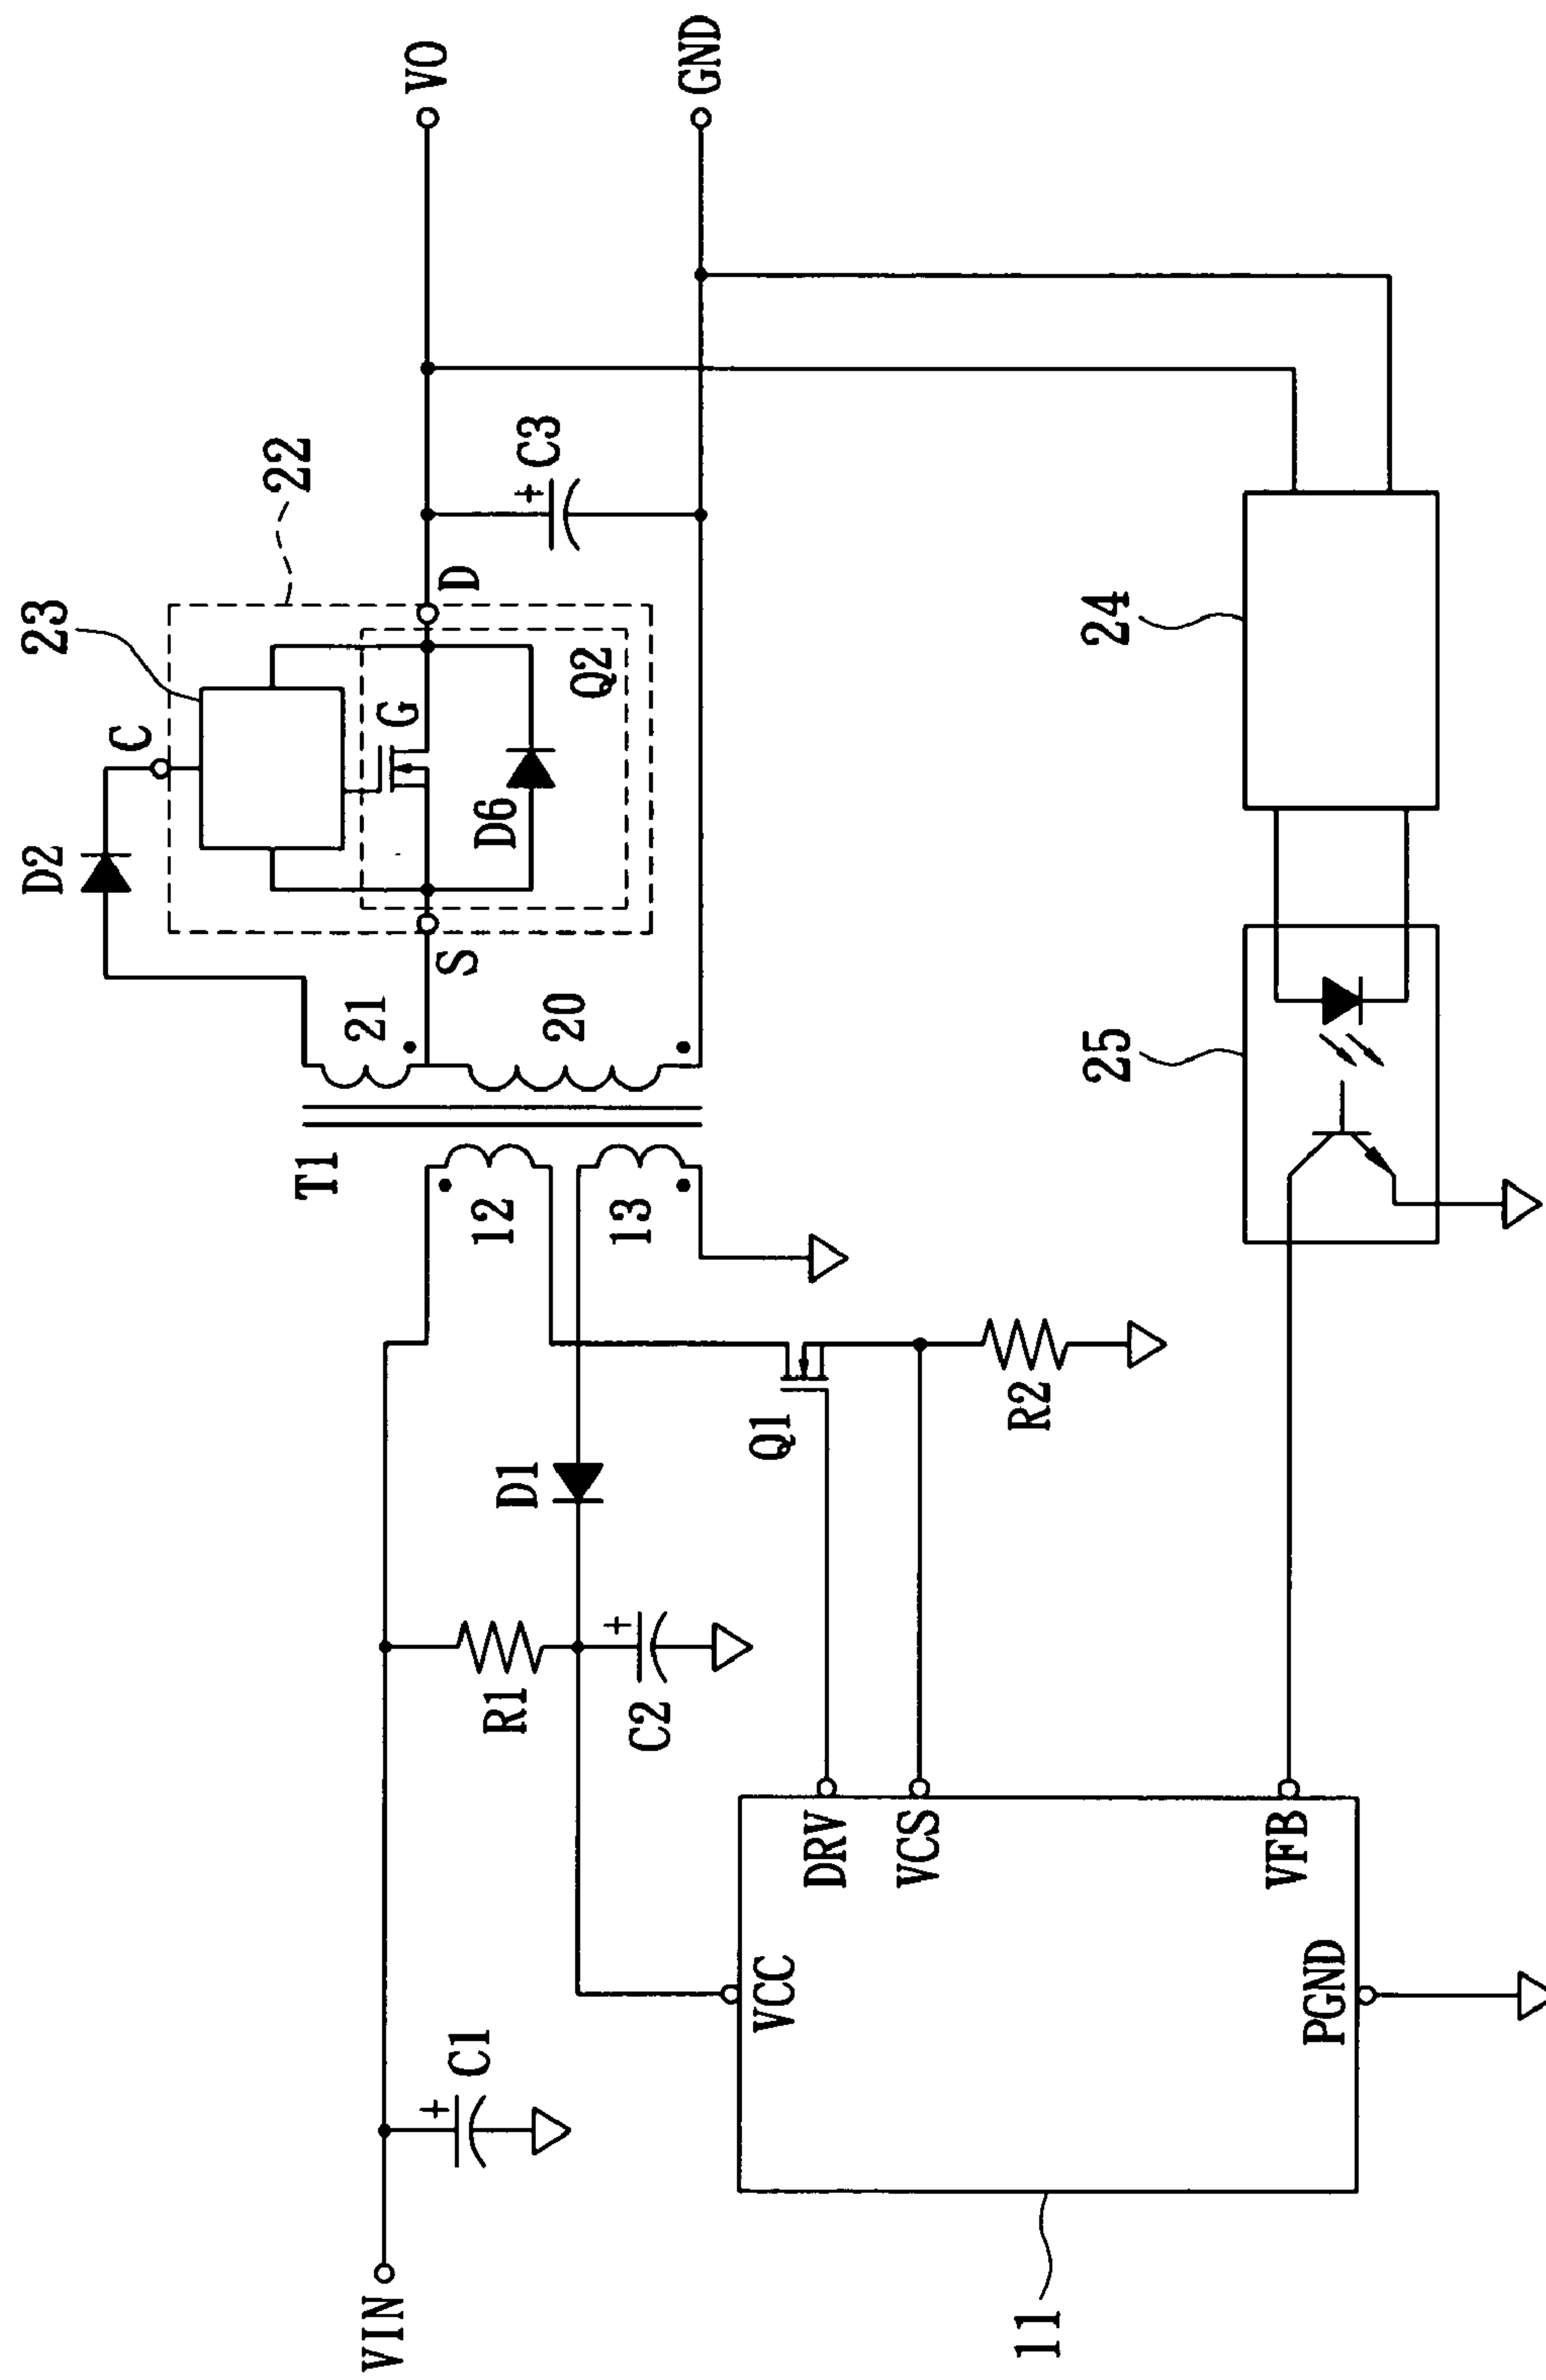 D2
C
23
22
VO
GND
21
S
20
D6
G
Q2
D
C3
T1
12
13
VIN
C1
R1
C2
D1
Q1
R2
11
VCC
DRV
VCS
VFB
PGND
25
24
+
+
+